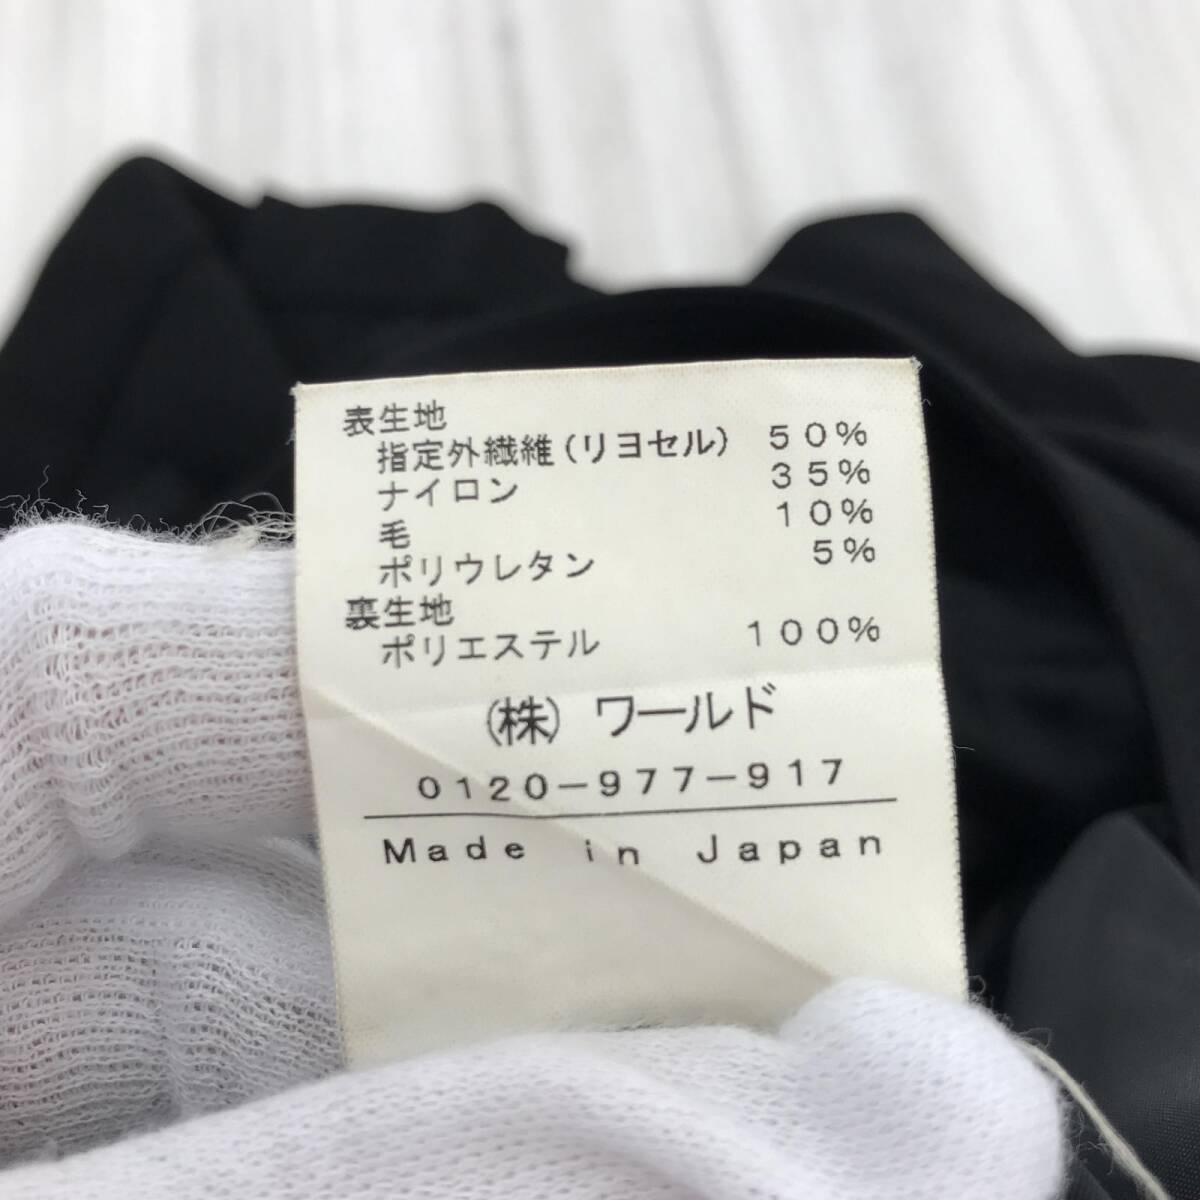 表生地
指定外繊維(リヨセル) 50%
ナイロン 35%
毛 10%
ポリウレタン 5%
裏生地
ポリエステル 100%
(株)ワールド
0120-977-917
Made in Japan